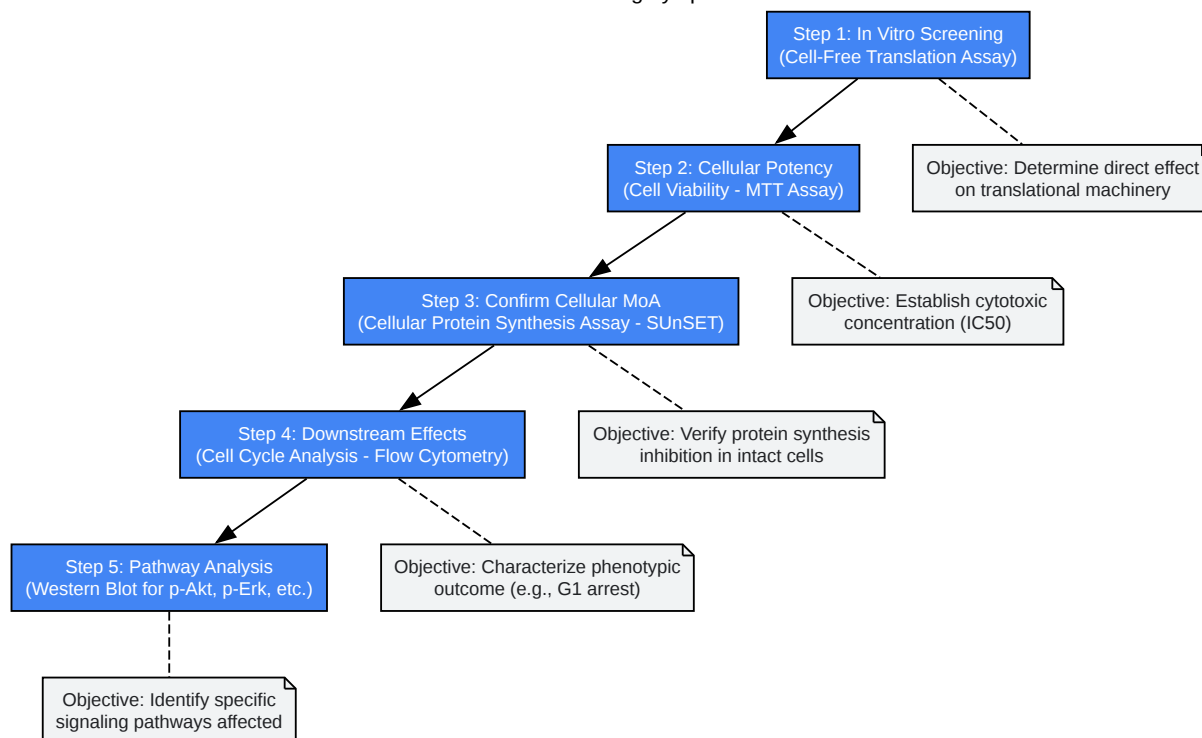 Step 1: In Vitro Screening
(Cell-Free Translation Assay)
Step 2: Cellular Potency
(Cell Viability - MTT Assay)
Objective: Determine direct effect
on translational machinery
Step 3: Confirm Cellular MoA
(Cellular Protein Synthesis Assay - SUnSET)
Objective: Establish cytotoxic
concentration (IC50)
Step 4: Downstream Effects
(Cell Cycle Analysis - Flow Cytometry)
Objective: Verify protein synthesis
inhibition in intact cells
Step 5: Pathway Analysis
(Western Blot for p-Akt, p-Erk, etc.)
Objective: Characterize phenotypic
outcome (e.g., G1 arrest)
Objective: Identify specific
signaling pathways affected